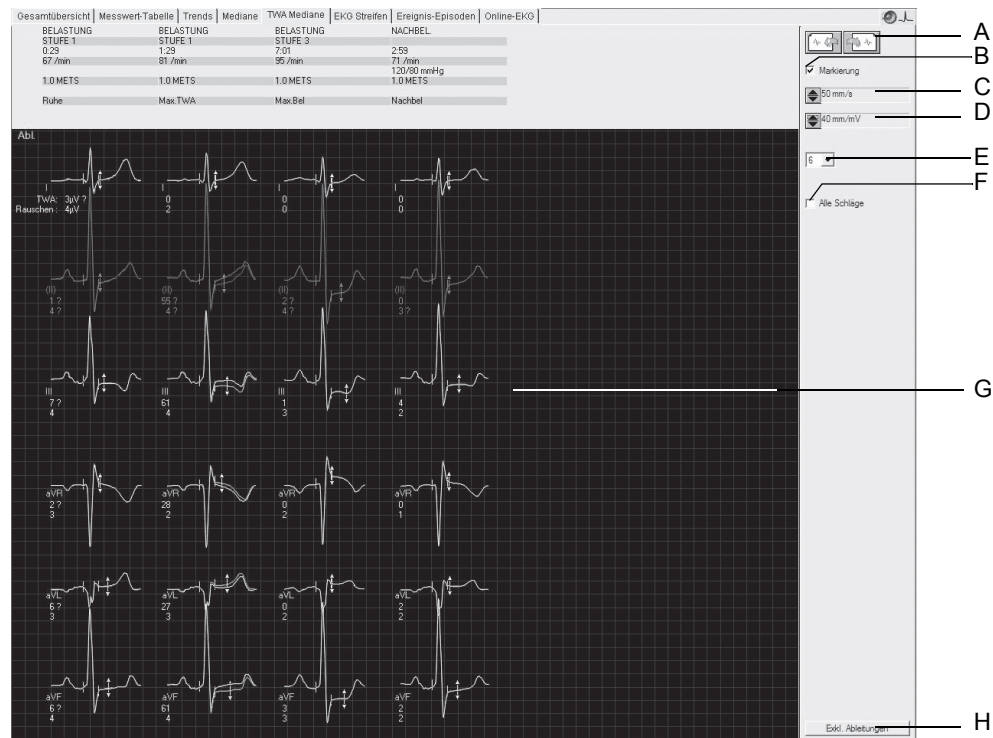 Gesamtübersicht Messwert-Tabelle Trends Mediane TWA Mediane EKG Streifen Ereignis-Episoden Online-EKG
BELASTUNG BELASTUNG BELASTUNG NACHBEL.
STUFE 1 STUFE 1 STUFE 3
0:29 1:29 7:01 2:59
67 /min 81 /min 95 /min 71 /min
120/80 mmHg
1.0 METS 1.0 METS 1.0 METS 1.0 METS
Ruhe Max.TWA Max.Bel Nachbel
A
B
Markierung
C
50 mm/s
D
40 mm/mV
E
6
F
Alle Schläge
Abl.
I I I I
TWA: 3µV ? 0 0 0
Rauschen : 4µV 2 0 0
(II) (II) (II) (II)
1 ? 55 ? 2 ? 0
4 ? 4 ? 4 ? 3 ?
III III III III
7 ? 61 1 4
4 4 3 2
G
aVR aVR aVR aVR
2 ? 28 0 0
3 2 2 1
aVL aVL aVL aVL
6 ? 27 0 2
3 3 2 2
aVF aVF aVF aVF
6 ? 61 3 2
4 4 3 2
Exkl. Ableitungen
H